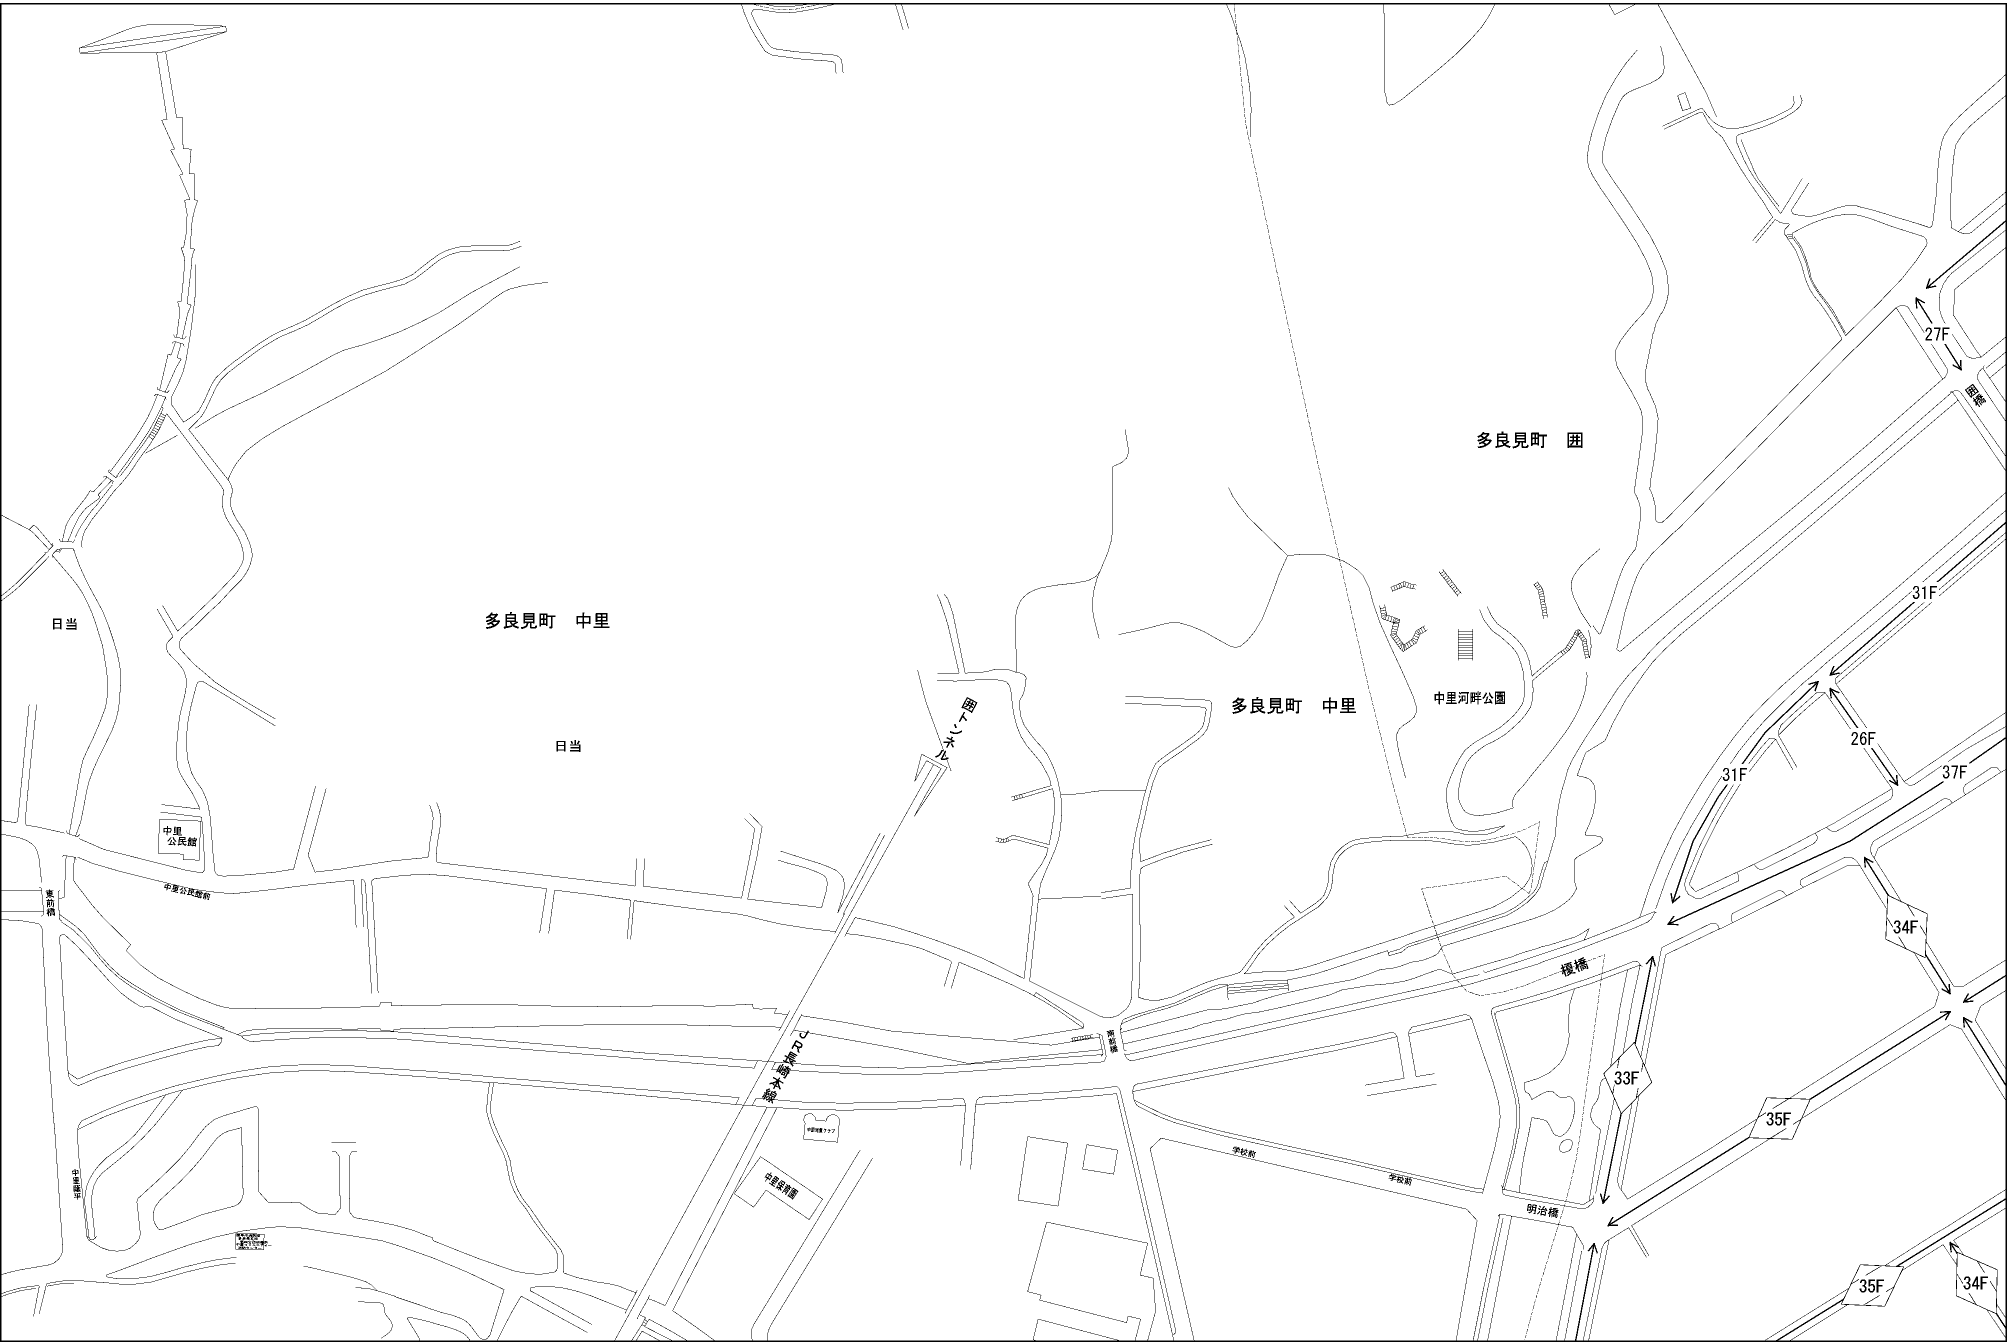 27F
囲橋
多良見町　囲
31F
日当
多良見町　中里
中里河畔公園
多良見町　中里
囲トンネル
日当
26F
31F
37F
中里
公民館
中里公民館前
東前橋
34F
榎橋
南前橋
JR長崎本線
33F
35F
学校前
学校前
中里保育園
明治橋
35F
34F